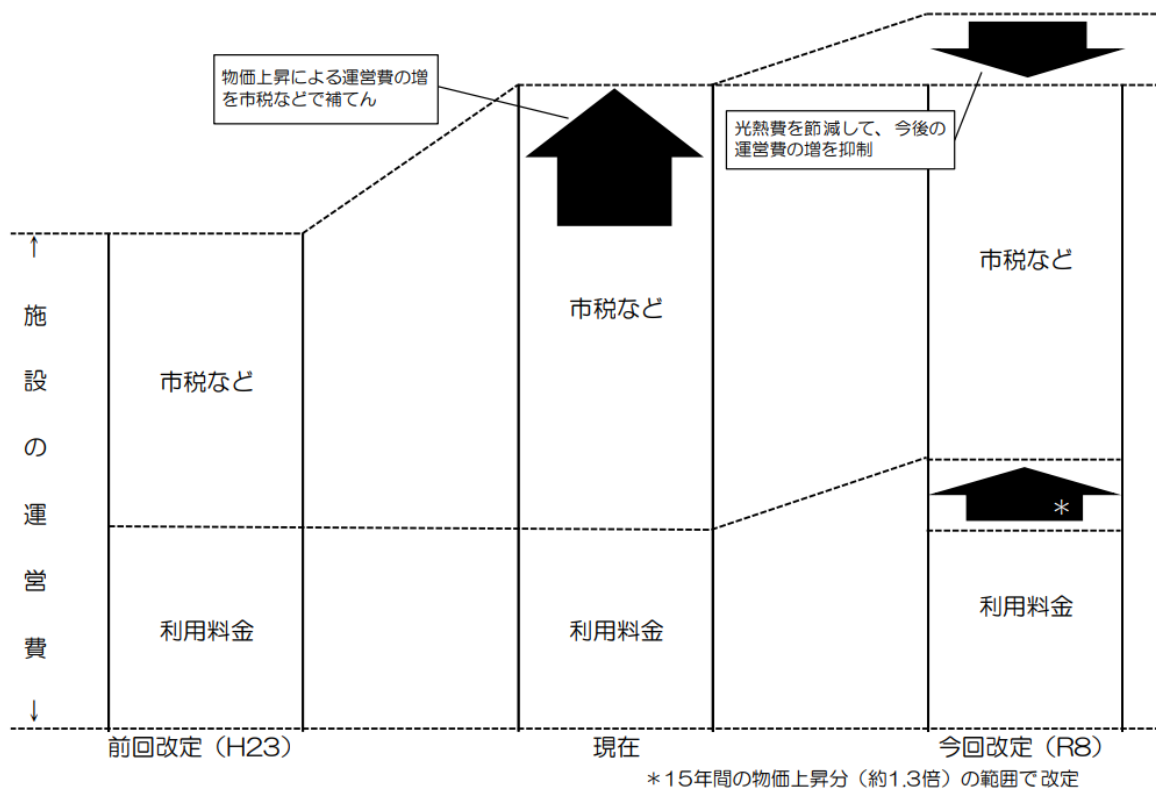 物価上昇による運営費の増
を市税などで補てん
光熱費を節減して、今後の
運営費の増を抑制
↑
施
設
の
運
営
費
↓
市税など
市税など
市税など
＊
利用料金
利用料金
利用料金
前回改定（H23）
現在
今回改定（R8）
＊15年間の物価上昇分（約1.3倍）の範囲で改定